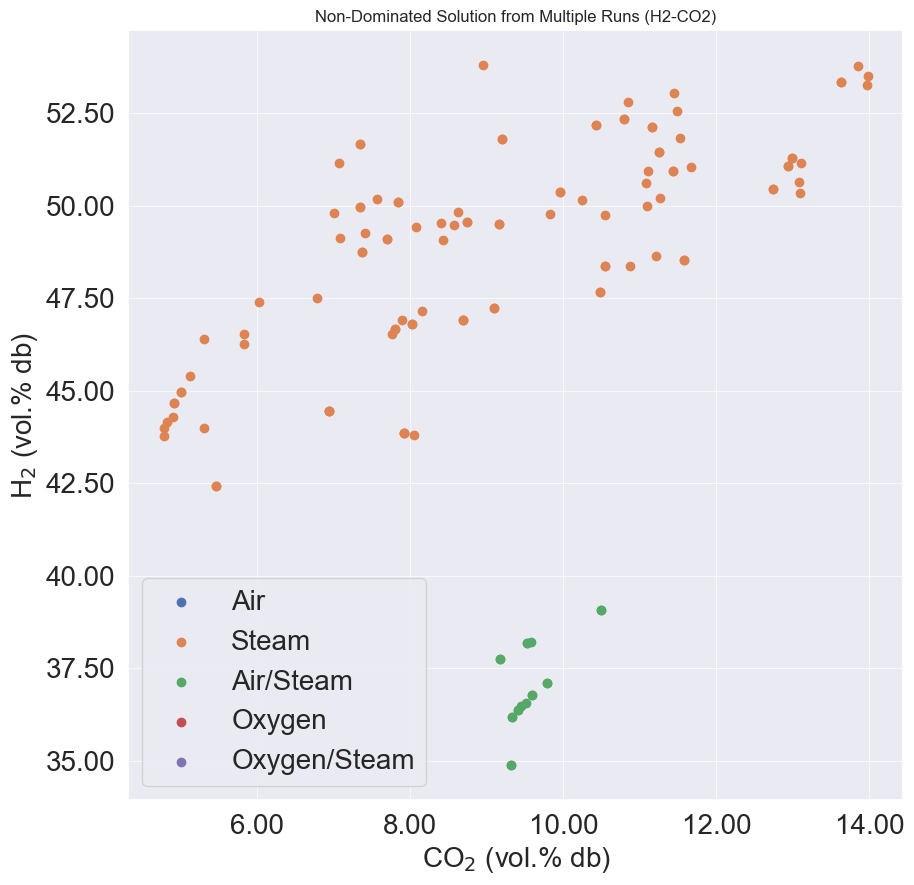 Non-Dominated Solution from Multiple Runs (H2-CO2)
52.50
50.00
47.50
45.00
42.50
40.00
37.50
35.00
H₂ (vol.% db)
Air
Steam
Air/Steam
Oxygen
Oxygen/Steam
6.00 8.00 10.00 12.00 14.00
CO₂ (vol.% db)